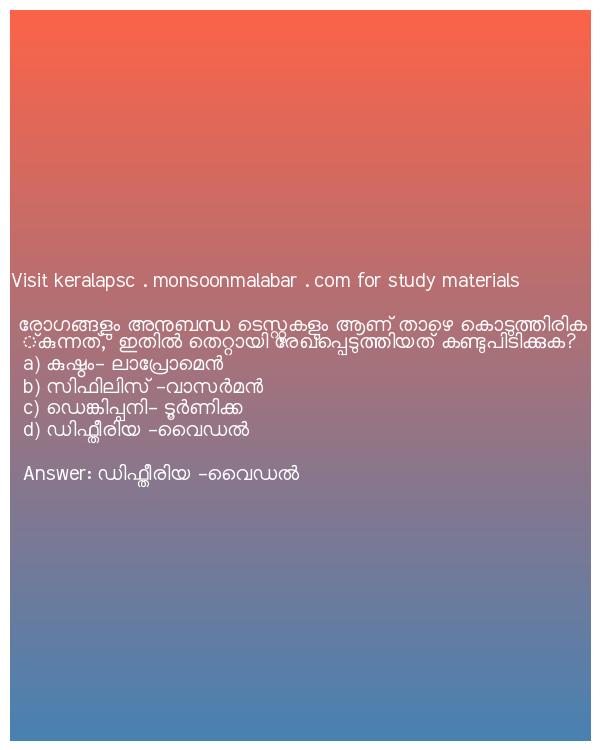 Visit keralapsc . monsoonmalabar . com for study materials
രോഗങ്ങളും അനുബന്ധ ടെസ്റ്റുകളും ആണ് താഴെ കൊടുത്തിരിക
്കുന്നത്, ഇതിൽ തെറ്റായി രേഖപ്പെടുത്തിയത് കണ്ടുപിടിക്കുക?
a) കുഷ്ഠം- ലാപ്രോമെൻ
b) സിഫിലിസ് -വാസർമൻ
c) ഡെങ്കിപ്പനി- ടൂർണിക്ക
d) ഡിഫ്തീരിയ -വൈഡൽ
Answer: ഡിഫ്തീരിയ -വൈഡൽ